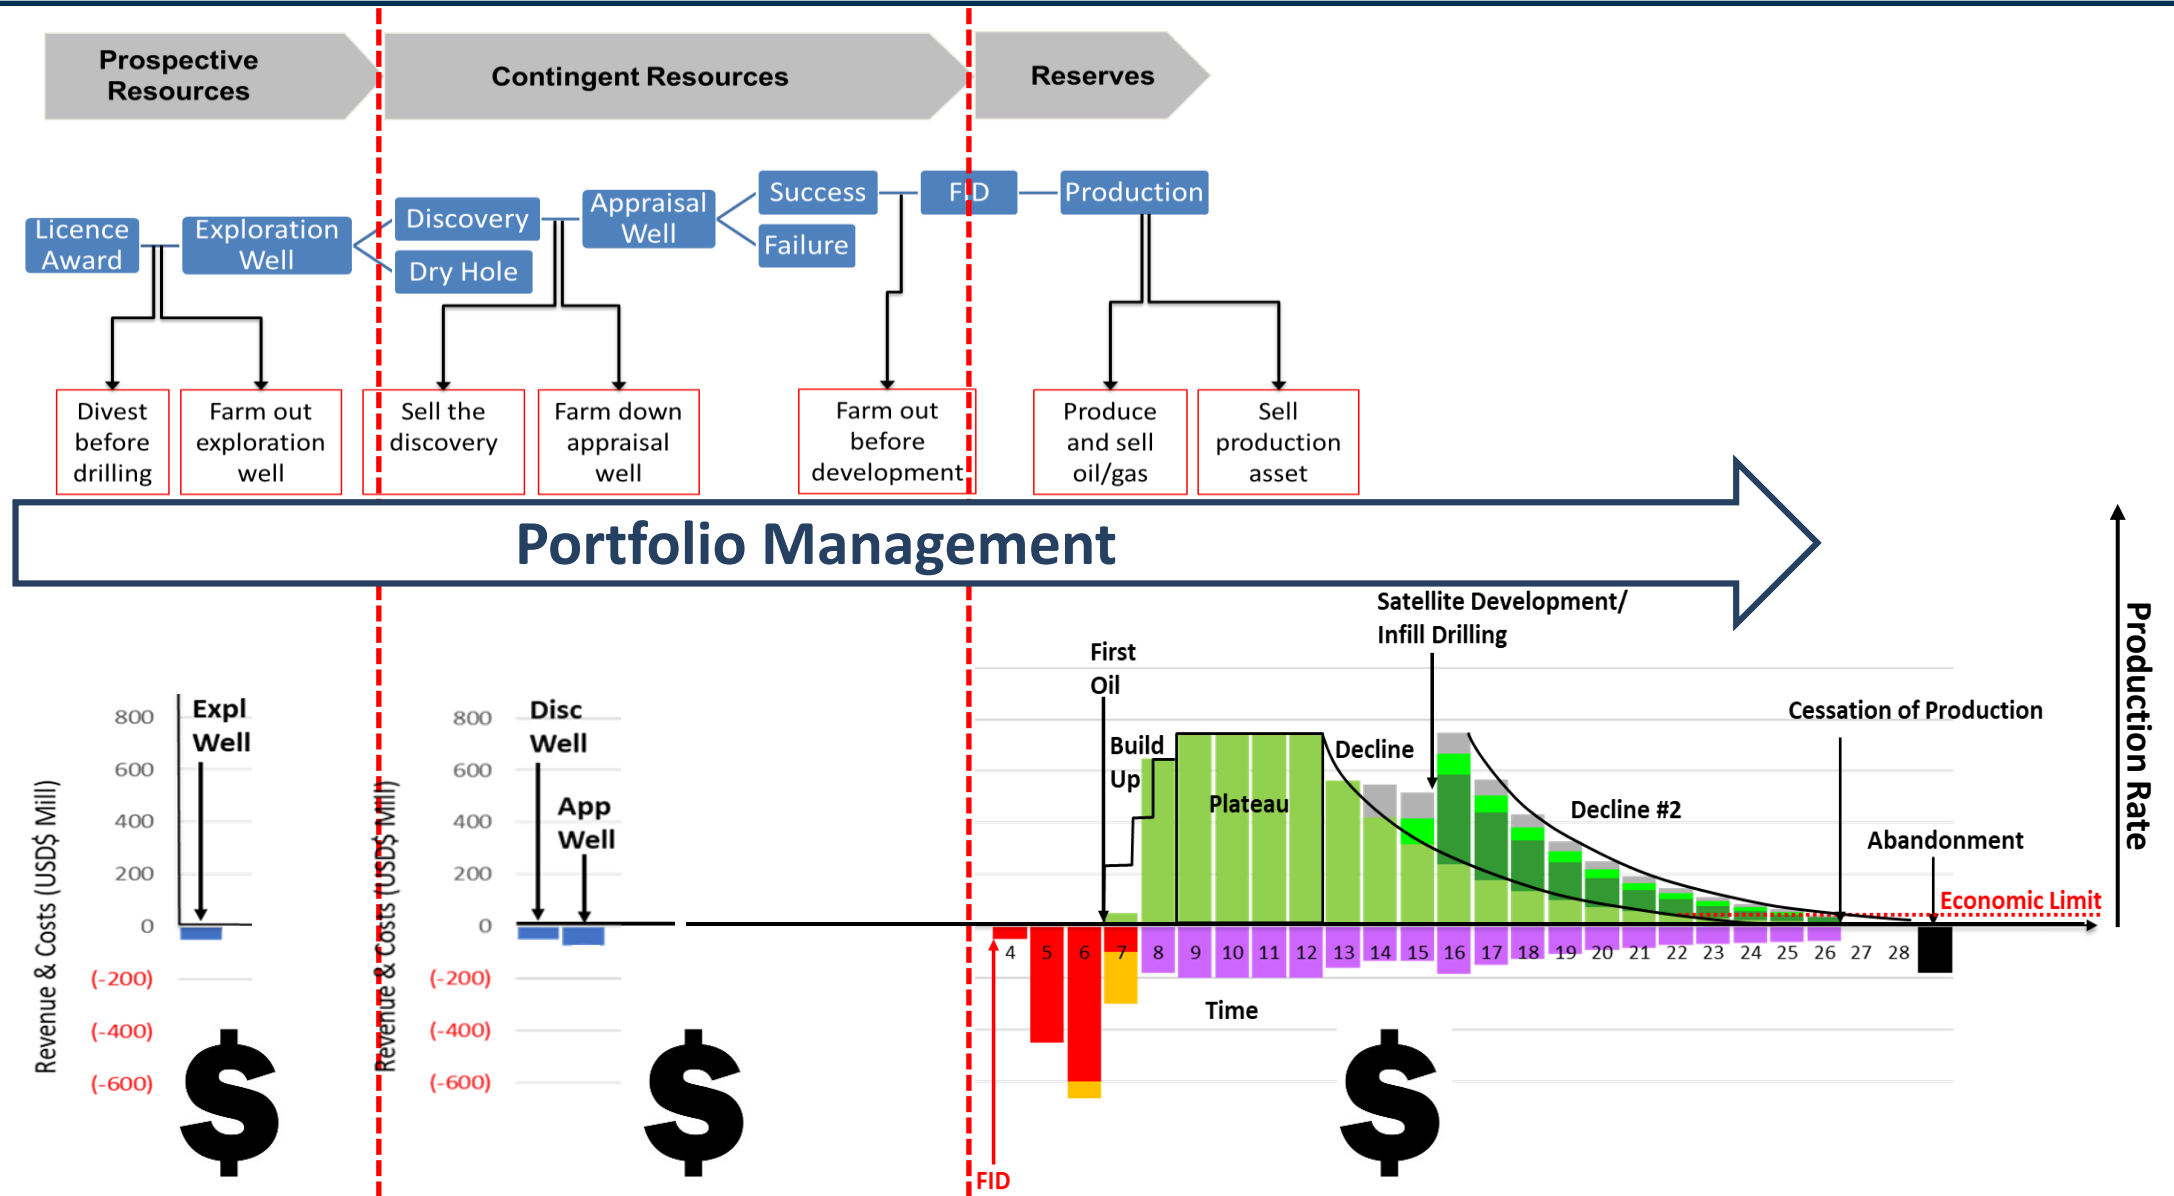 Prospective
Resources
Contingent Resources
Reserves
Licence
Award
Exploration
Well
Discovery
Dry Hole
Appraisal
Well
Success
Failure
FID
Production
Divest
before
drilling
Farm out
exploration
well
Sell the
discovery
Farm down
appraisal
well
Farm out
before
development
Produce
and sell
oil/gas
Sell
production
asset
Portfolio Management
Revenue & Costs (USD$ Mill)
800
600
400
200
0
(-200)
(-400)
(-600)
Expl
Well
$
Revenue & Costs (USD$ Mill)
800
600
400
200
0
(-200)
(-400)
(-600)
Disc
Well
App
Well
$
First
Oil
Build
Up
Plateau
Decline
Satellite Development/
Infill Drilling
Decline #2
Cessation of Production
Abandonment
Economic Limit
Production Rate
4 5 6 7 8 9 10 11 12 13 14 15 16 17 18 19 20 21 22 23 24 25 26 27 28
Time
$
FID